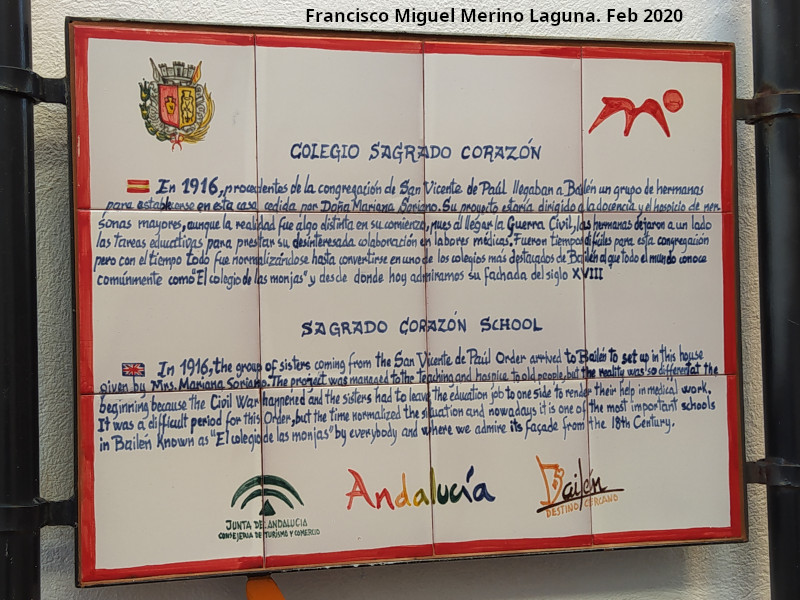 Francisco Miguel Merino Laguna. Feb 2020
COLEGIO SAGRADO CORAZÓN
En 1916, procedentes de la congregación de San Vicente de Paúl llegaban a Bailén un grupo de hermanas
para establecerse en esta casa cedida por Doña Mariana Soriano. Su proyecto estaría dirigido a la docencia y el hospicio de per
sonas mayores, aunque la realidad fue algo distinta en su comienzo, pues al llegar la Guerra Civil, las hermanas dejaron a un lado
las tareas educativas para prestar su desinteresada colaboración en labores médicas. Fueron tiempos difíciles para esta congregación
pero con el tiempo todo fue normalizándose hasta convertirse en uno de los colegios más destacados de Bailén al que todo el mundo conoce
comúnmente como "El colegio de las monjas" y desde donde hoy admiramos su fachada del siglo XVIII
SAGRADO CORAZÓN SCHOOL
In 1916, the group of sisters coming from the San Vicente de Paúl Order arrived to Bailén to set up in this house
given by Mrs. Mariana Soriano. The project was managed to the teaching and hospice to old people, but the reality was so different at the
beginning because the Civil War happened and the sisters had to leave the education job to one side to render their help in medical work.
It was a difficult period for this Order, but the time normalized the situation and nowadays it is one of the most important schools
in Bailén known as "El colegio de las monjas" by everybody and where we admire its façade from the 18th Century.
JUNTA DE ANDALUCIA
CONSEJERIA DE TURISMO Y COMERCIO
Andalucía
Bailén
DESTINO CERCANO